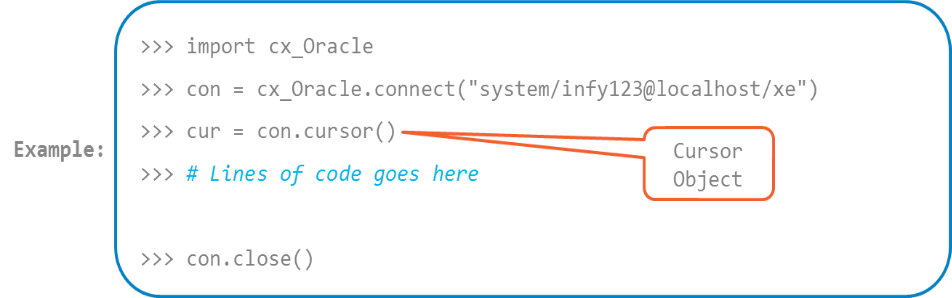 >>> import cx_Oracle
>>> con = cx_Oracle.connect("system/infy123@localhost/xe")
>>> cur = con.cursor()
Cursor
Object
Example:
>>> # Lines of code goes here
>>> con.close()